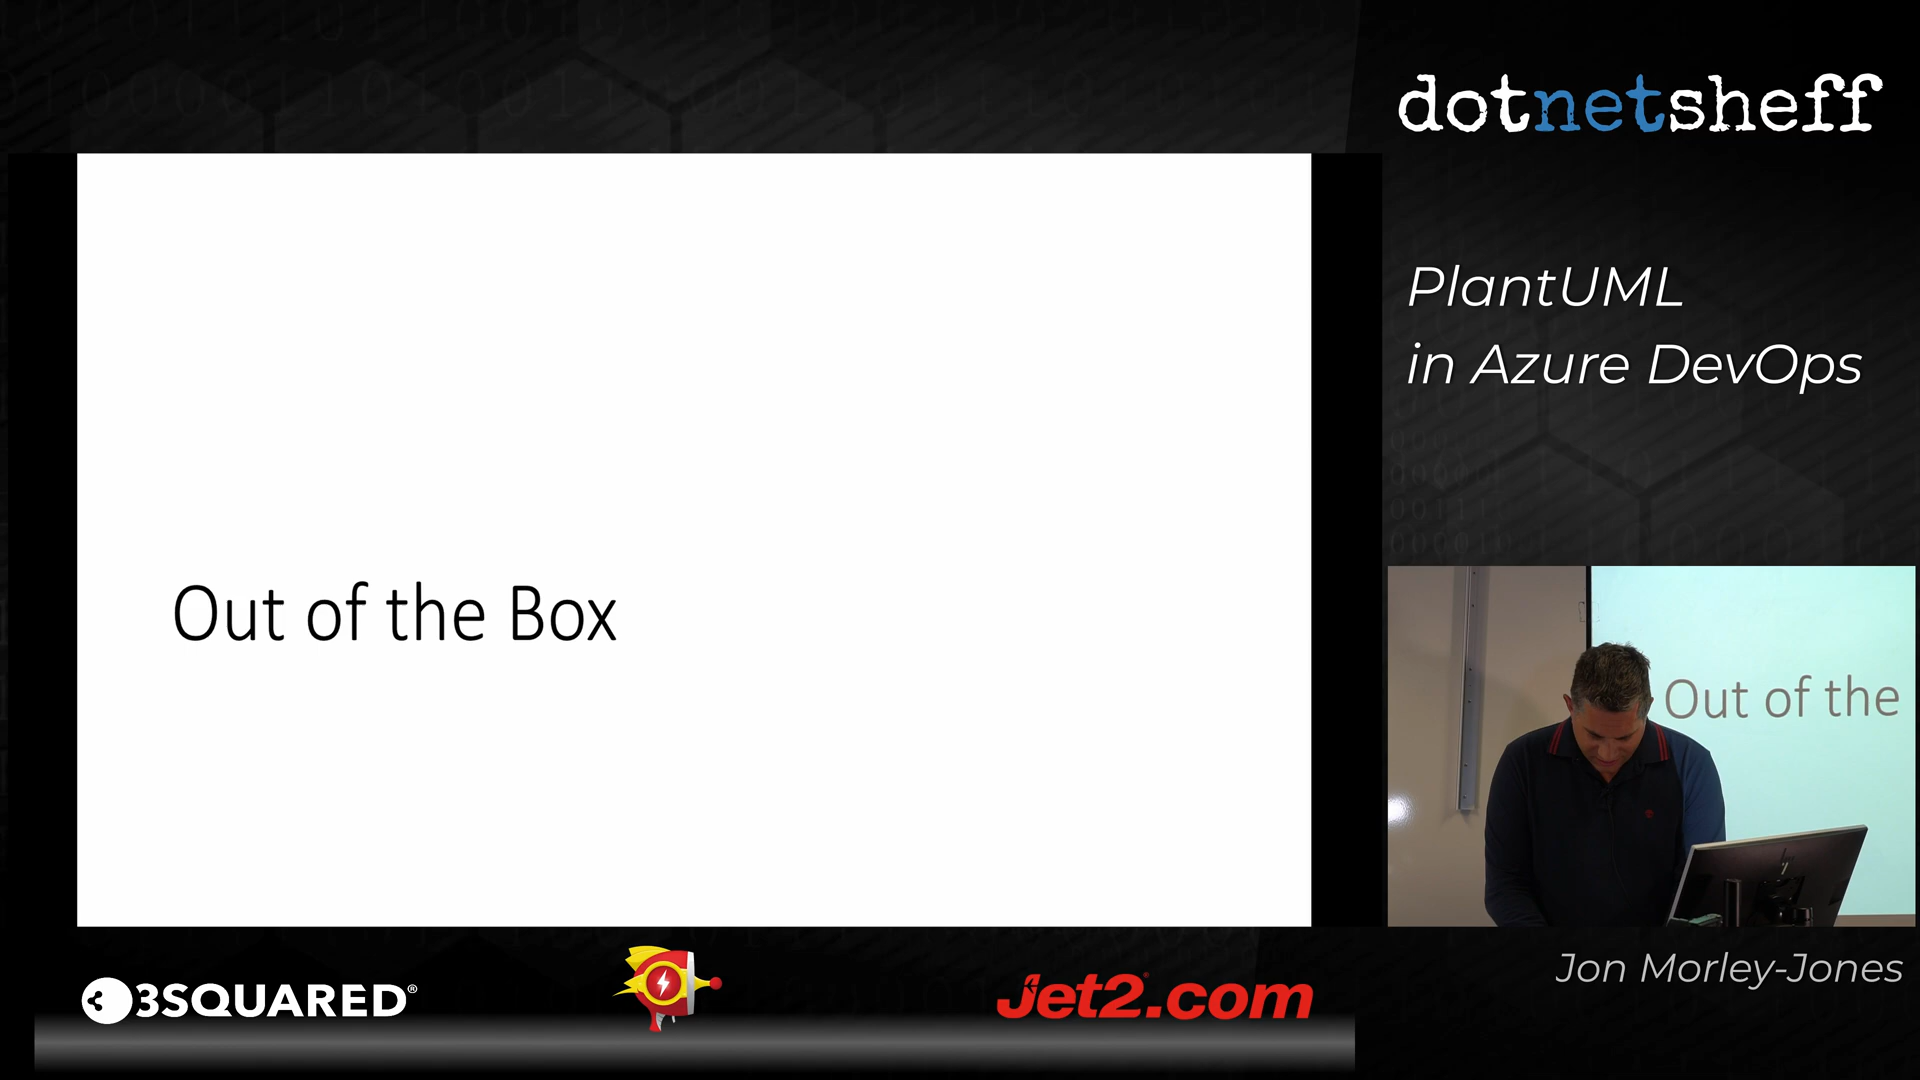 dotnetsheff
PlantUML
in Azure DevOps
Out of the Box
Out of the
Jon Morley-Jones
3SQUARED®
Jet2.com